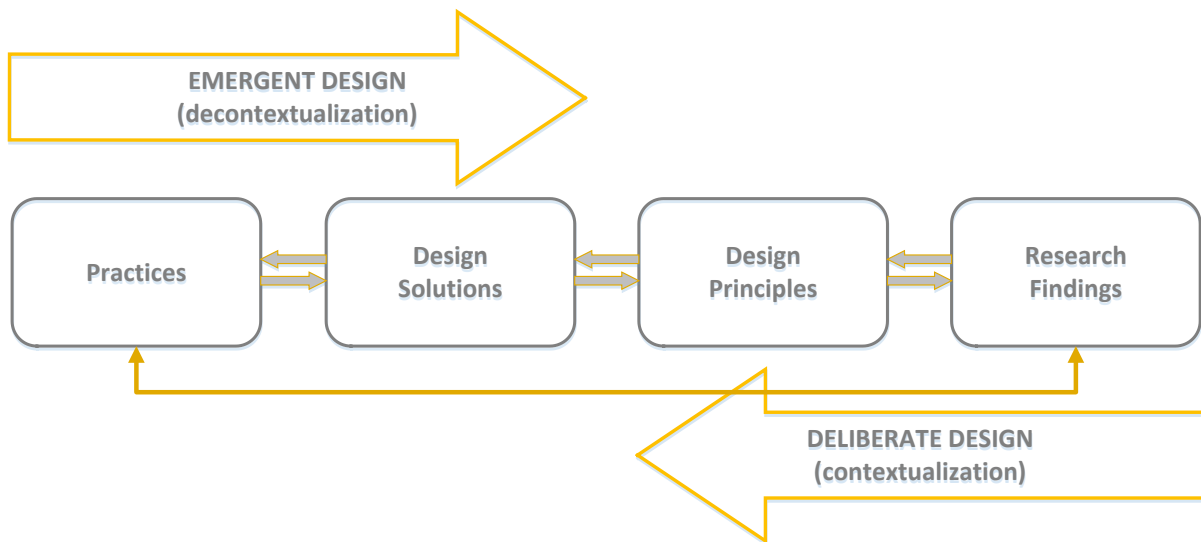 EMERGENT DESIGN
(decontextualization)
Practices
Design
Solutions
Design
Principles
Research
Findings
DELIBERATE DESIGN
(contextualization)